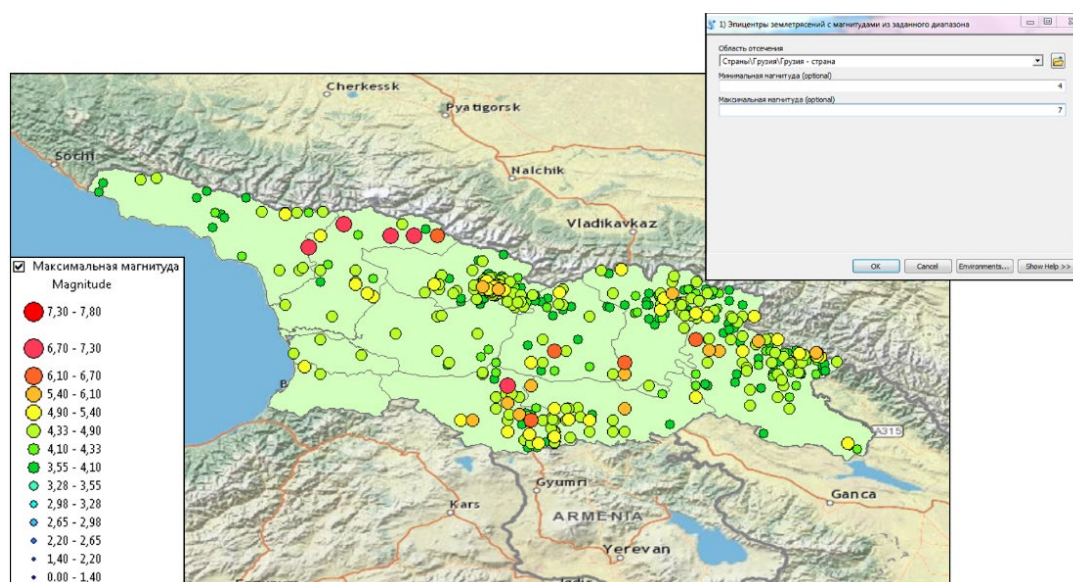 1) Эпицентры землетрясений с магнитудами из заданного диапазона
Область отсечения
Страны\Грузия\Грузия - страна
Минимальная магнитуда (optional)
4
Максимальная магнитуда (optional)
7
OK
Cancel
Environments...
Show Help >>
Cherkessk
Pyatigorsk
Sochi
Nalchik
Vladikavkaz
B
A315
Ganca
Gyumri
Kars
ARMENIA
Yerevan
Максимальная магнитуда
Magnitude
7,30 - 7,80
6,70 - 7,30
6,10 - 6,70
5,40 - 6,10
4,90 - 5,40
4,33 - 4,90
4,10 - 4,33
3,55 - 4,10
3,28 - 3,55
2,98 - 3,28
2,65 - 2,98
2,20 - 2,65
1,40 - 2,20
0,00 - 1,40